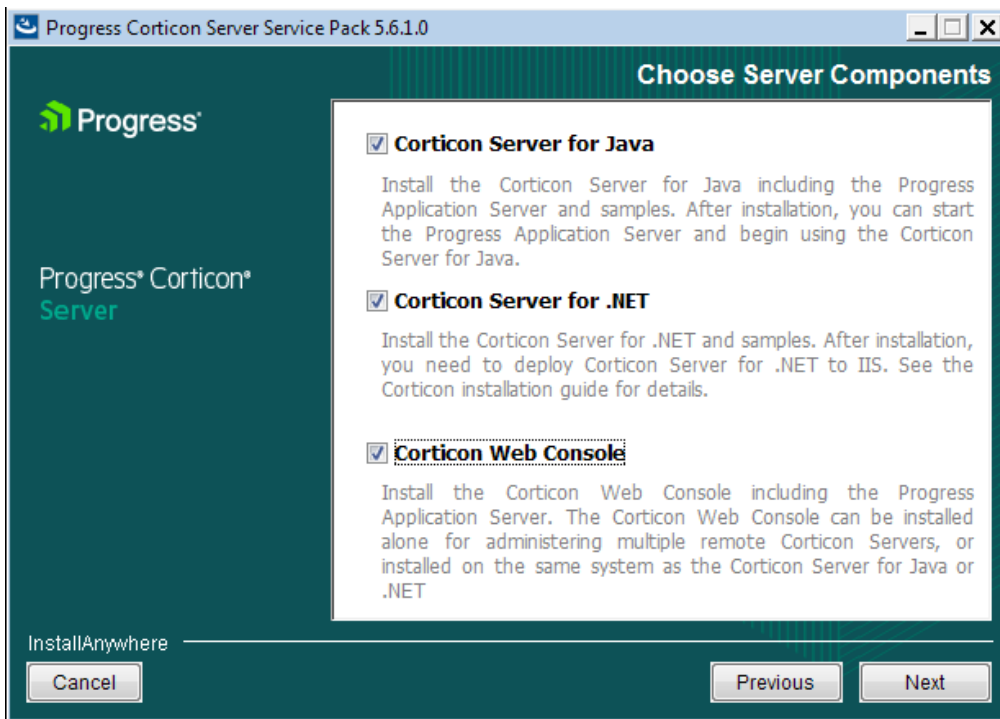 Progress Corticon Server Service Pack 5.6.1.0
Choose Server Components
Progress®
Progress® Corticon®
Server
Corticon Server for Java
Install the Corticon Server for Java including the Progress
Application Server and samples. After installation, you can start
the Progress Application Server and begin using the Corticon
Server for Java.
Corticon Server for .NET
Install the Corticon Server for .NET and samples. After installation,
you need to deploy Corticon Server for .NET to IIS. See the
Corticon installation guide for details.
Corticon Web Console
Install the Corticon Web Console including the Progress
Application Server. The Corticon Web Console can be installed
alone for administering multiple remote Corticon Servers, or
installed on the same system as the Corticon Server for Java or
.NET
InstallAnywhere
Cancel
Previous
Next